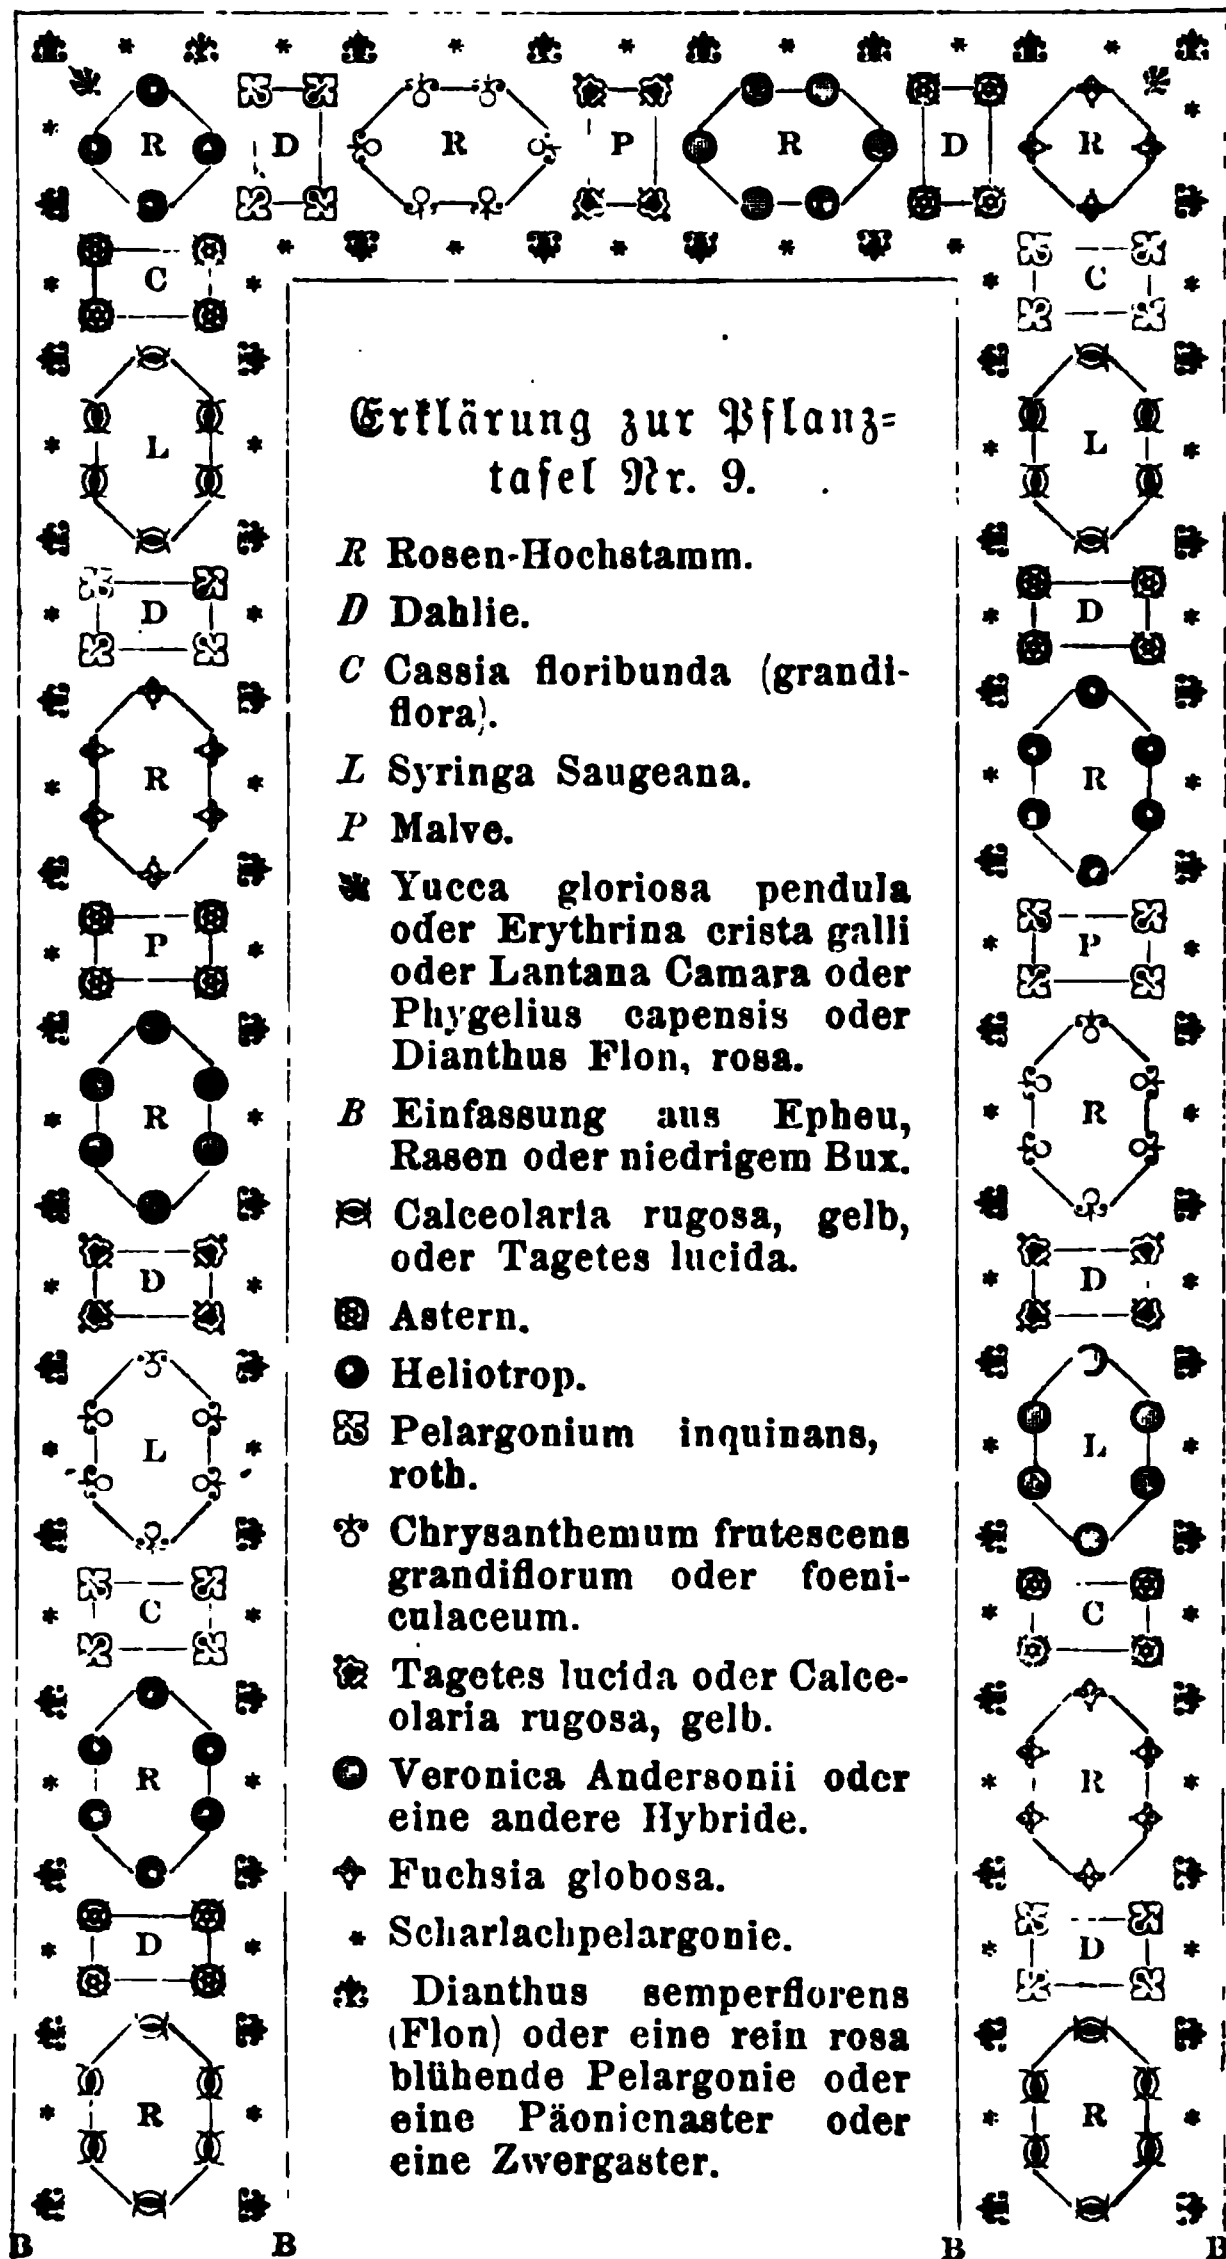 R D R P R D R
C C
L L
D D
R R
P P
R R
D D
L L
C C
R R
D D
R R
B B B B
Erklärung zur Pflanz=
tafel Nr. 9.
R Rosen-Hochstamm.
D Dahlie.
C Cassia floribunda (grandi-
flora).
L Syringa Saugeana.
P Malve.
Yucca gloriosa pendula
oder Erythrina crista galli
oder Lantana Camara oder
Phygelius capensis oder
Dianthus Flon, rosa.
B Einfassung aus Epheu,
Rasen oder niedrigem Bux.
Calceolaria rugosa, gelb,
oder Tagetes lucida.
Astern.
Heliotrop.
Pelargonium inquinans,
roth.
Chrysanthemum frutescens
grandiflorum oder foeni-
culaceum.
Tagetes lucida oder Calce-
olaria rugosa, gelb.
Veronica Andersonii oder
eine andere Hybride.
Fuchsia globosa.
* Scharlachpelargonie.
Dianthus semperflorens
(Flon) oder eine rein rosa
blühende Pelargonie oder
eine Päonienaster oder
eine Zwergaster.